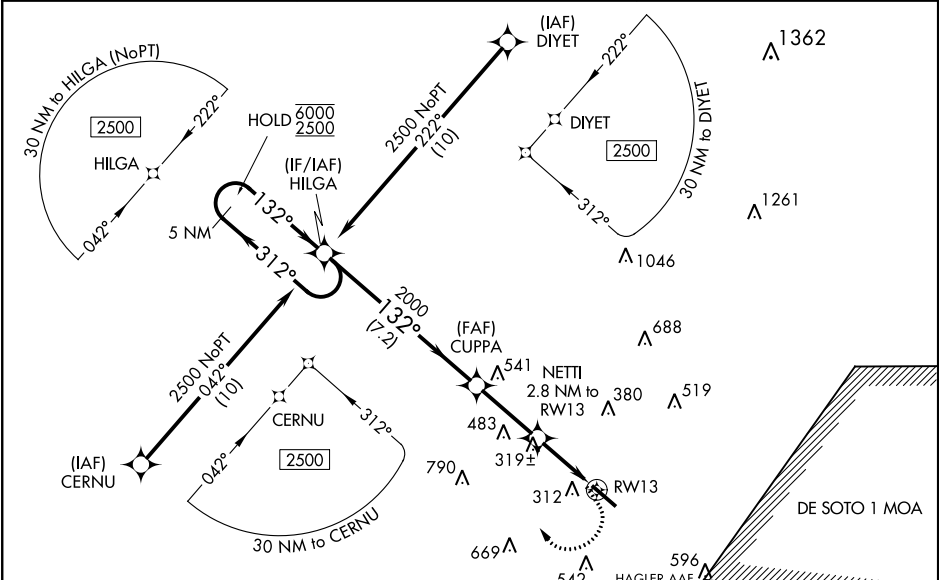 (IAF)
DIYET
1362
30 NM to HILGA (NoPT)
2500
222°
HILGA
042°
HOLD 6000
2500
(IF/IAF)
HILGA
2500 NoPT
222°
(10)
222°
DIYET
2500
312°
30 NM to DIYET
1261
1046
132°
5 NM
312°
2000
132°
(7.2)
(FAF)
CUPPA
688
541
NETTI
2.8 NM to
RW13
380
519
2500 NoPT
042°
(10)
(IAF)
CERNU
CERNU
042°
312°
2500
30 NM to CERNU
483
319±
790
312
RW13
DE SOTO 1 MOA
669
542
596
HAGLER AAF